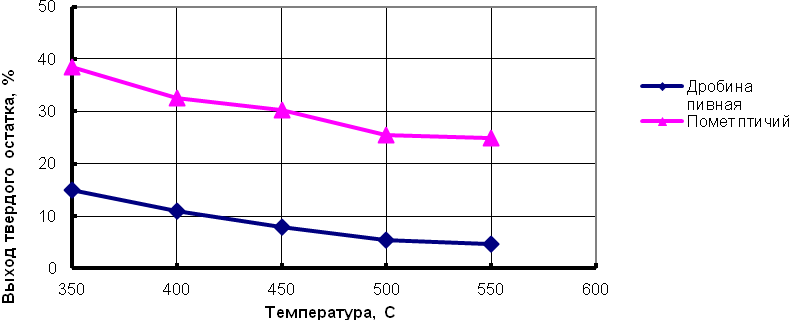 Выход твердого остатка, %
50
40
30
20
10
0
350 400 450 500 550 600
Температура, С
Дробина
пивная
Помет птичий